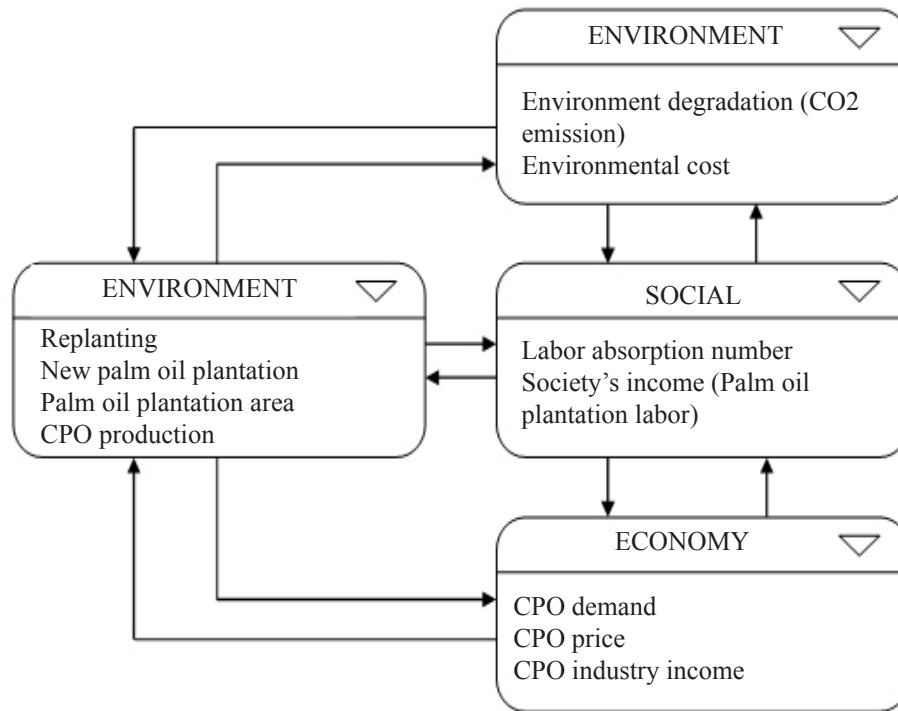 ENVIRONMENT
Environment degradation (CO2
emission)
Environmental cost
ENVIRONMENT
Replanting
New palm oil plantation
Palm oil plantation area
CPO production
SOCIAL
Labor absorption number
Society’s income (Palm oil
plantation labor)
ECONOMY
CPO demand
CPO price
CPO industry income